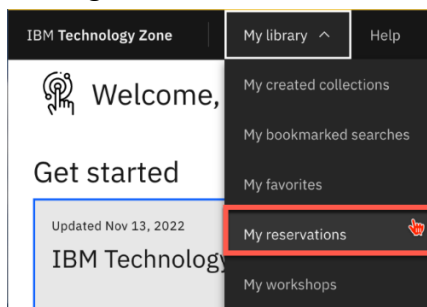 IBM Technology Zone
My library
Help
Welcome,
My created collections
My bookmarked searches
Get started
My favorites
Updated Nov 13, 2022
My reservations
IBM Technology
My workshops